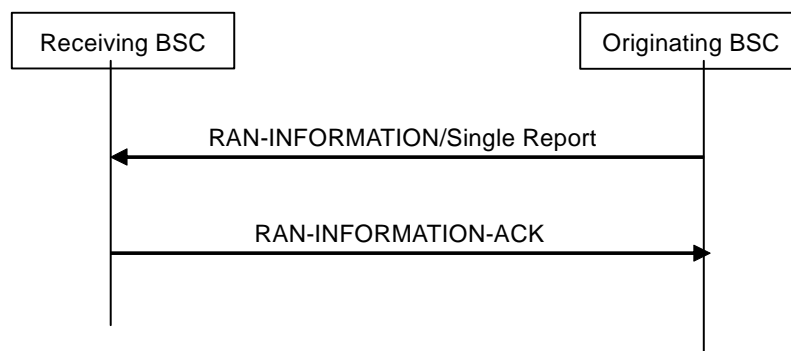 Receiving BSC
Originating BSC
RAN-INFORMATION/Single Report
RAN-INFORMATION-ACK